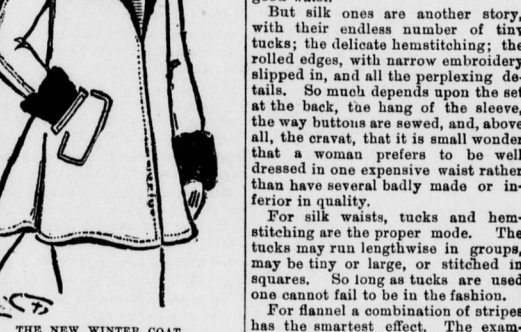 THE NEW WINTER COAT
But silk ones are another story,
with their endless number of tiny
tucks; the delicate hemstitching; the
rolled edges, with narrow embroidery
slipped in, and all the perplexing de-
tails. So much depends upon the set
at the back, the hang of the sleeve,
the way buttons are sewed, and, above
all, the cravat, that it is small wonder
that a woman prefers to be well
dressed in one expensive waist rather
than have several badly made or in-
ferior in quality.
For silk waists, tucks and hem-
stitching are the proper mode. The
tucks may run lengthwise in groups,
may be tiny or large, or stitched in
squares. So long as tucks are used
one cannot fail to be in the fashion.
For flannel a combination of stripes
has the smartest effect. The exam